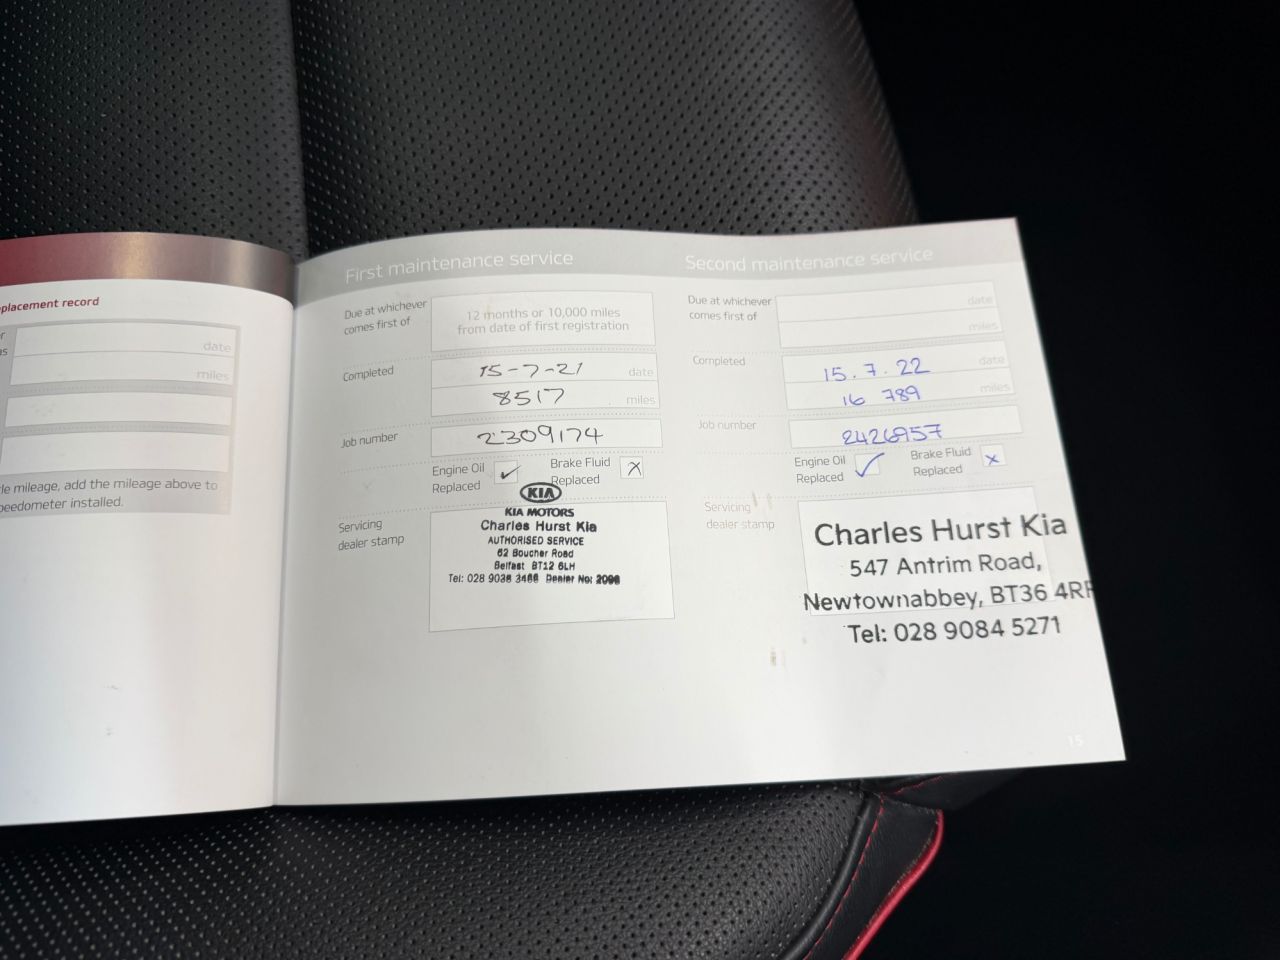 placement record
date
miles
le mileage, add the mileage above to
peedometer installed.
First maintenance service
Due at whichever
comes first of
12 months or 10,000 miles
from date of first registration
Completed
15-7-21 date
8517 miles
Job number
2309174
Engine Oil
Replaced
Brake Fluid
Replaced
Servicing
dealer stamp
KIA
KIA MOTORS
Charles Hurst Kia
AUTHORISED SERVICE
62 Boucher Road
Belfast BT12 6LH
Tel: 028 9038 Dealer No:
Second maintenance service
Due at whichever
comes first of
date
miles
Completed
15.7.22 date
16 789 miles
Job number
2426957
Engine Oil
Replaced
Brake Fluid
Replaced
Servicing
dealer stamp
Charles Hurst Kia
547 Antrim Road,
Newtownabbey, BT36 4RR
Tel: 028 9084 5271
15